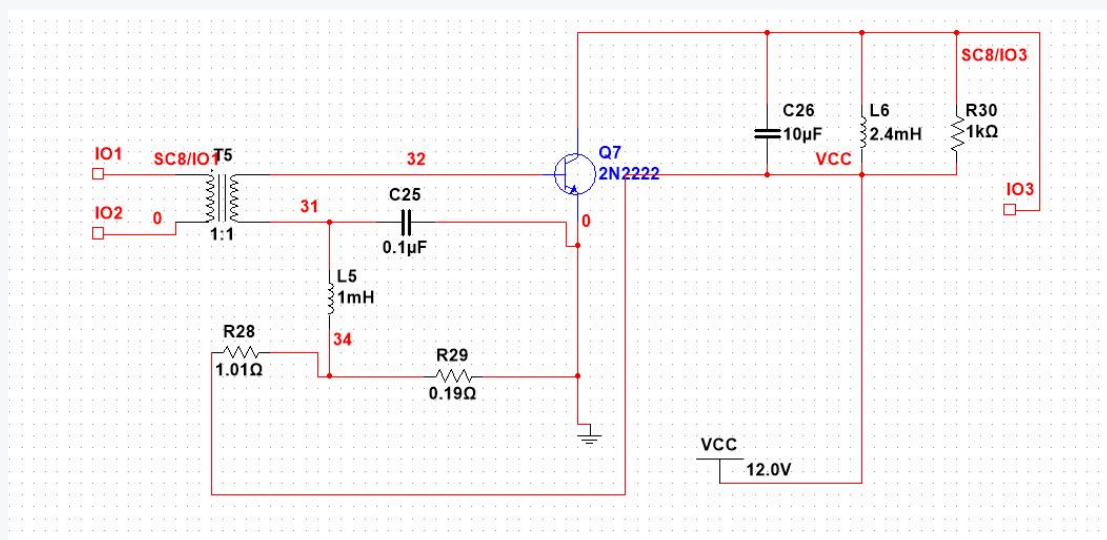 SC8/IO3
C26
10µF
L6
2.4mH
R30
1kΩ
IO1
SC8/IO1
T5
32
Q7
2N2222
VCC
IO3
IO2
0
31
C25
0
1:1
0.1µF
L5
1mH
R28
34
1.01Ω
R29
0.19Ω
VCC
12.0V